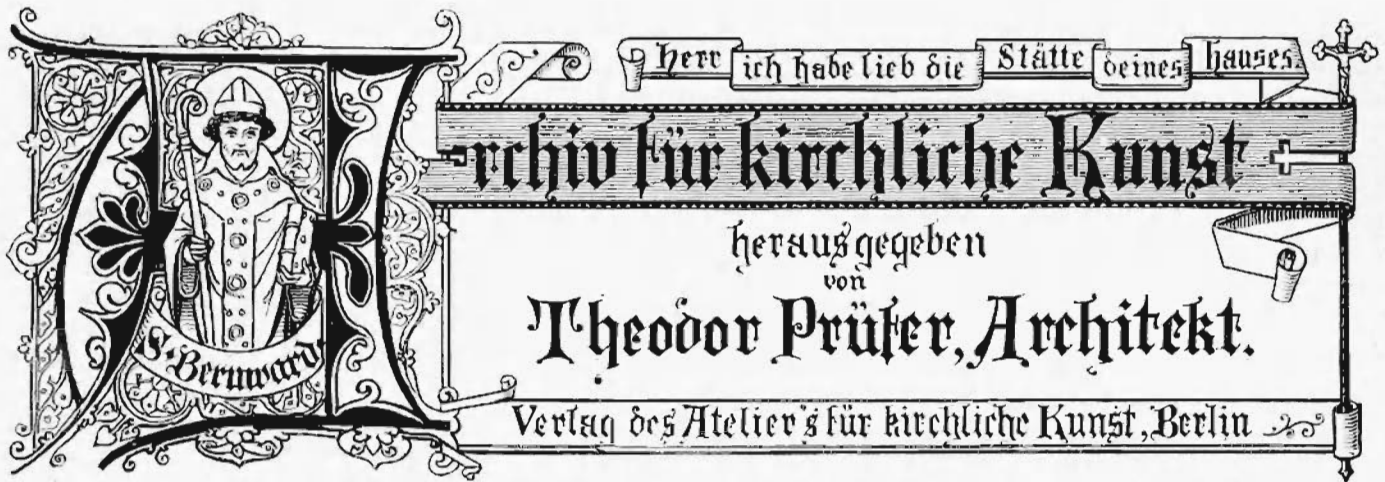 Herr ich habe lieb die Stätte deines Hauses.
Archiv für kirchliche Kunst
herausgegeben
von
Theodor Prüfer, Architekt.
Verlag des Atelier's für kirchliche Kunst, Berlin
S. Bernward.